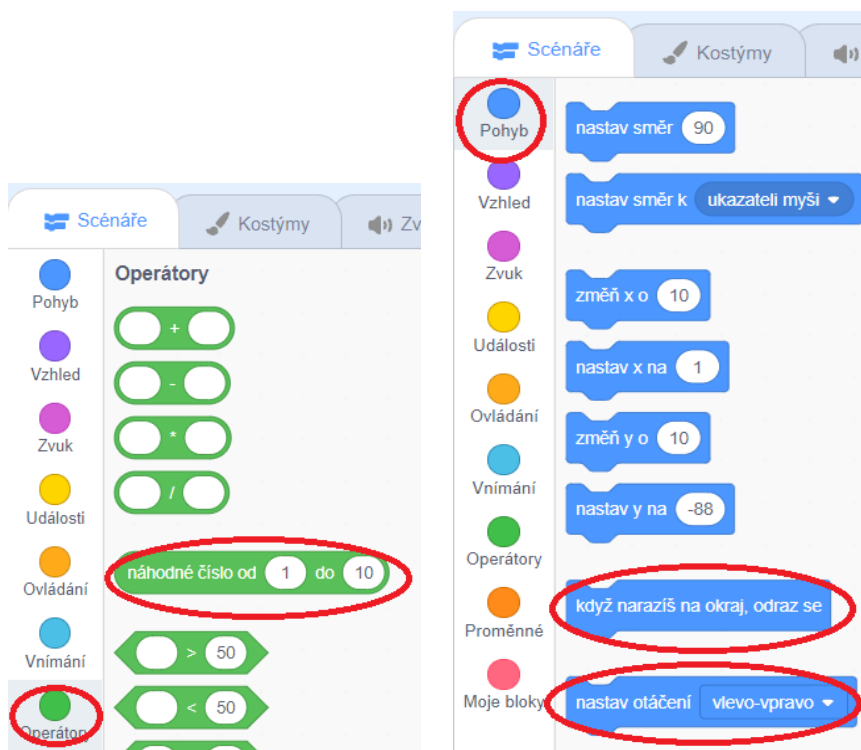 Scénáře
Kostýmy
Zv
Pohyb
Vzhled
Zvuk
Události
Ovládání
Vnímání
Operátory
Operátory
+
-
*
/
náhodné číslo od 1 do 10
> 50
< 50
Scénáře
Kostýmy
Pohyb
Vzhled
Zvuk
Události
Ovládání
Vnímání
Operátory
Proměnné
Moje bloky
nastav směr 90
nastav směr k ukazateli myši
změň x o 10
nastav x na 1
změň y o 10
nastav y na -88
když narazíš na okraj, odraz se
nastav otáčení vlevo-vpravo